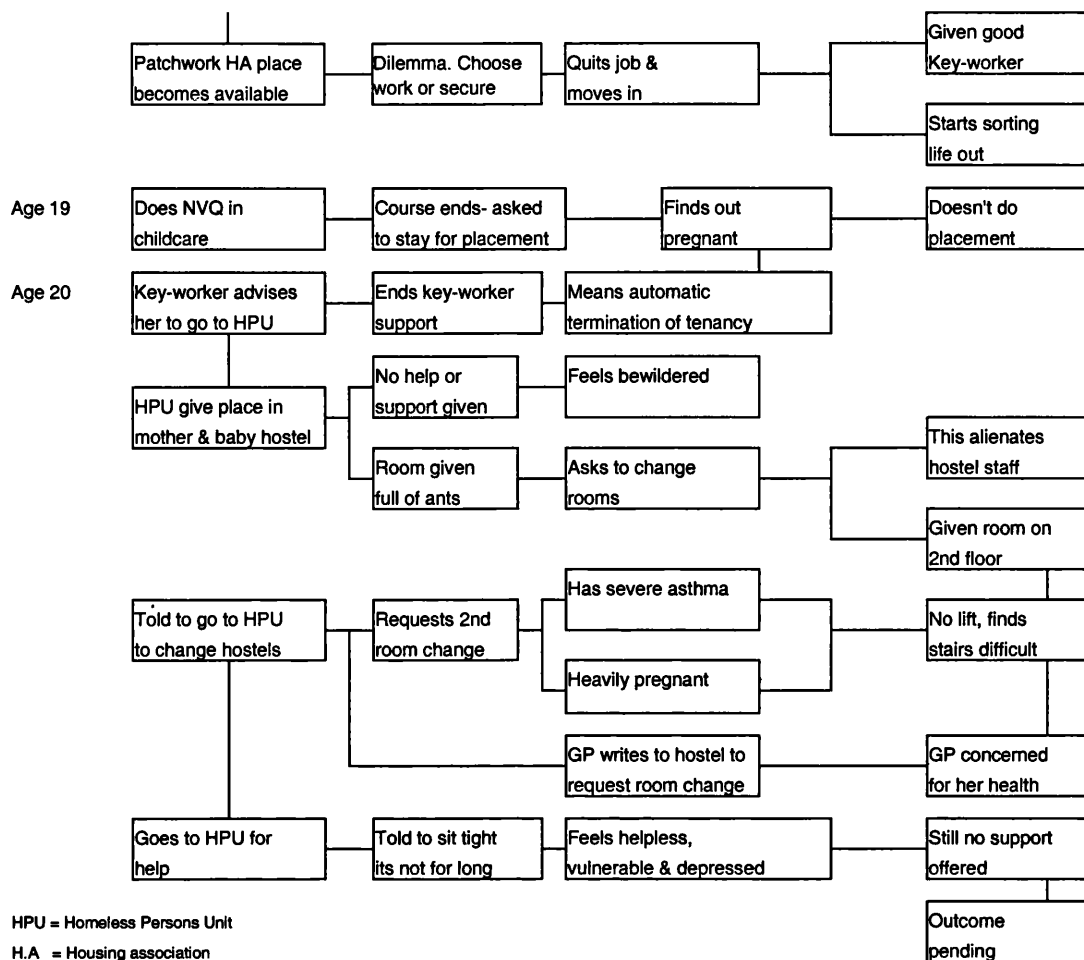 Patchwork HA place
becomes available
Dilemma. Choose
work or secure
Quits job &
moves in
Given good
Key-worker
Starts sorting
life out
Age 19
Does NVQ in
childcare
Course ends- asked
to stay for placement
Finds out
pregnant
Doesn't do
placement
Age 20
Key-worker advises
her to go to HPU
Ends key-worker
support
Means automatic
termination of tenancy
HPU give place in
mother & baby hostel
No help or
support given
Feels bewildered
Room given
full of ants
Asks to change
rooms
This alienates
hostel staff
Given room on
2nd floor
Told to go to HPU
to change hostels
Requests 2nd
room change
Has severe asthma
Heavily pregnant
No lift, finds
stairs difficult
GP writes to hostel to
request room change
GP concerned
for her health
Goes to HPU for
help
Told to sit tight
its not for long
Feels helpless,
vulnerable & depressed
Still no support
offered
Outcome
pending
HPU = Homeless Persons Unit
H.A = Housing association